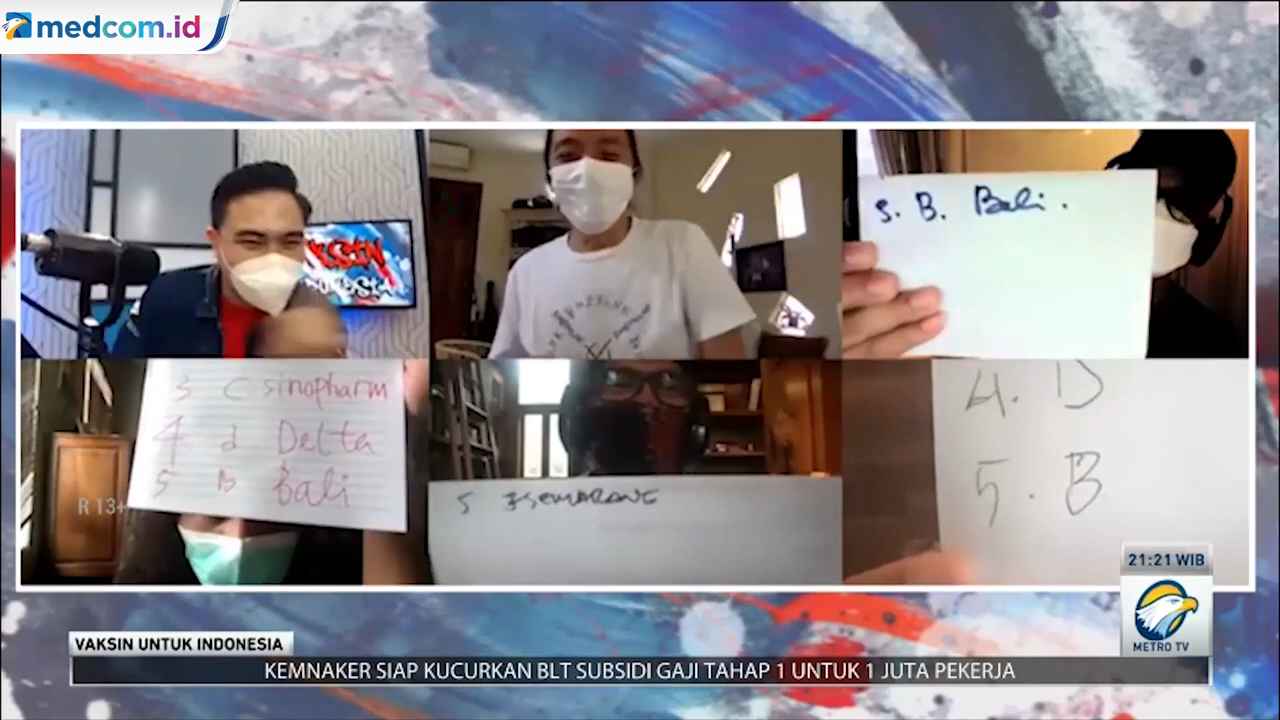 medcom.id
S. B. Bali.
3 C sinopharm
4 d Delta
5 B bali
R 13+
4. D
5. B
21:21 WIB
METRO TV
VAKSIN UNTUK INDONESIA
KEMNAKER SIAP KUCURKAN BLT SUBSIDI GAJI TAHAP 1 UNTUK 1 JUTA PEKERJA